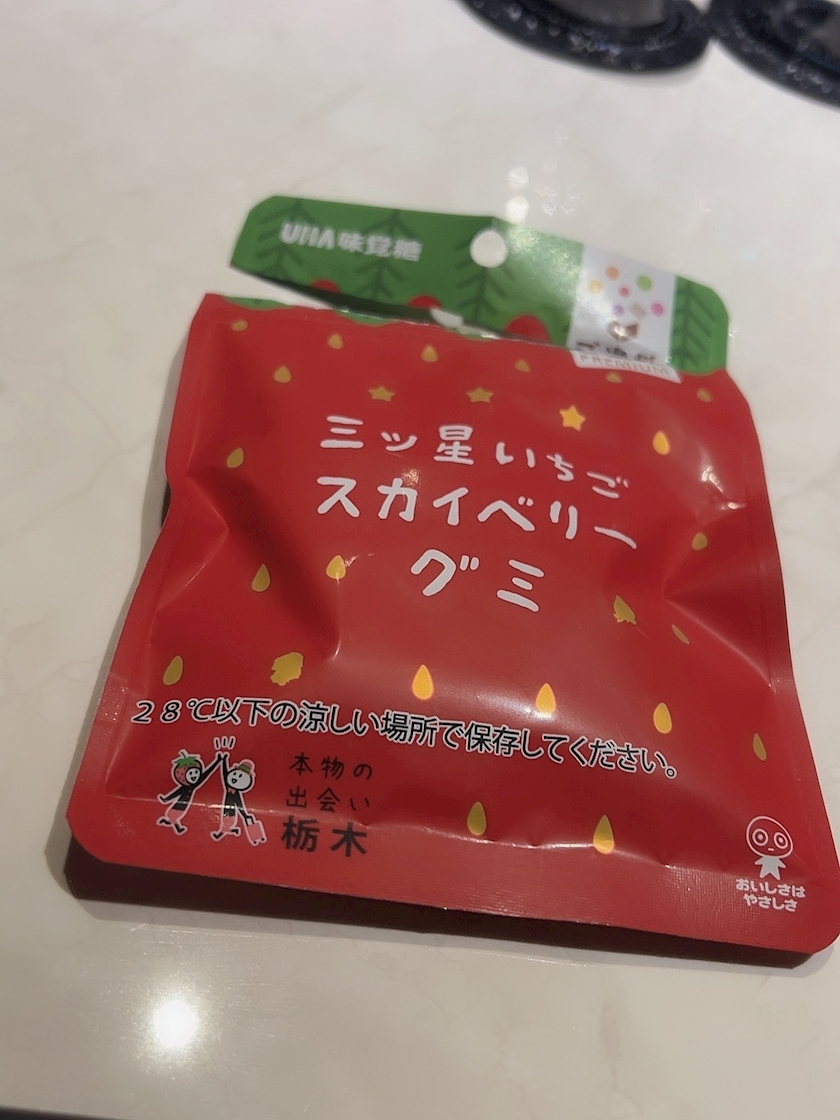 UHA味覚糖
PREMIUM
三ッ星いちご
スカイベリー
グミ
28℃以下の涼しい場所で保存してください。
本物の
出会い
栃木
おいしさは
やさしさ